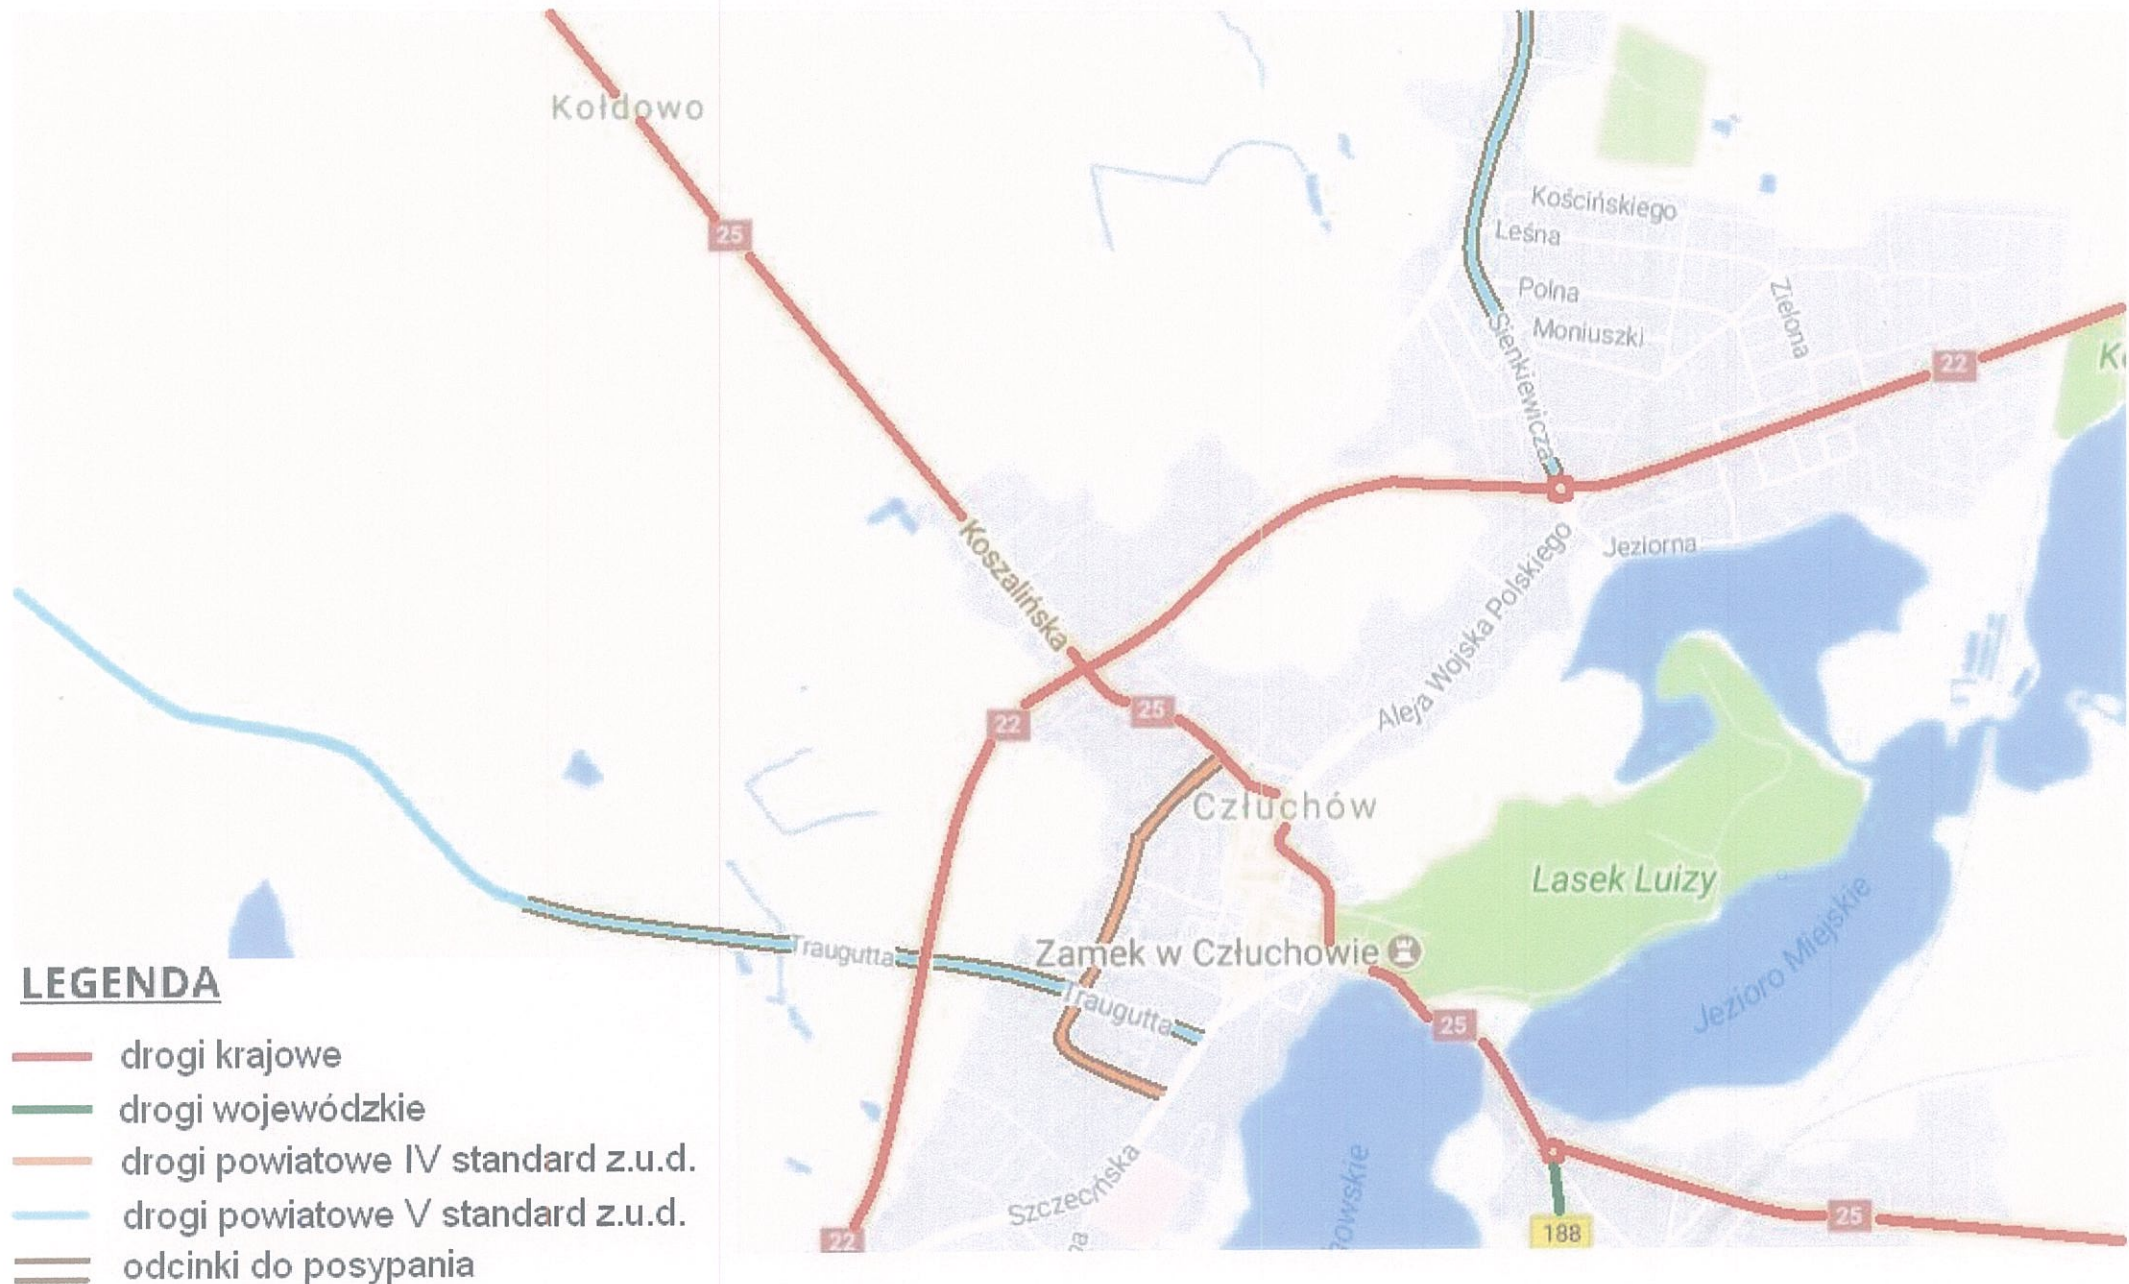 Kołdowo
25
Kościńskiego
Leśna
Polna
Moniuszki
Zielona
Sienkiewicza
22
Koszalińska
Jeziorna
Aleja Wojska Polskiego
22
25
Człuchów
Lasek Luizy
Traugutta
Zamek w Człuchowie
Traugutta
Jezioro Miejskie
25
Szczecińska
howskie
22
188
25
LEGENDA
drogi krajowe
drogi wojewódzkie
drogi powiatowe IV standard z.u.d.
drogi powiatowe V standard z.u.d.
odcinki do posypania